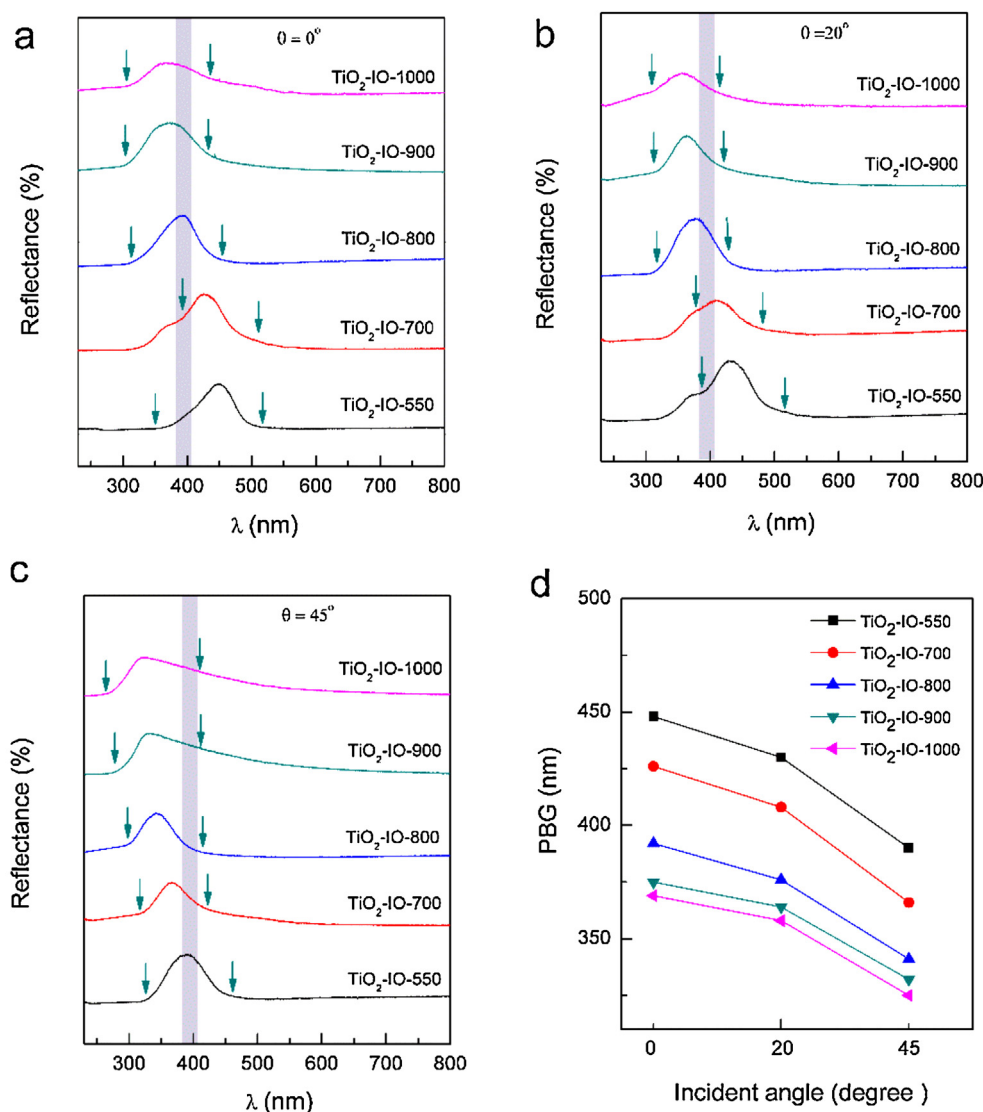 a
θ = 0°
TiO₂-IO-1000
TiO₂-IO-900
TiO₂-IO-800
TiO₂-IO-700
TiO₂-IO-550
Reflectance (%)
300 400 500 600 700 800
λ (nm)
b
θ =20°
TiO₂-IO-1000
TiO₂-IO-900
TiO₂-IO-800
TiO₂-IO-700
TiO₂-IO-550
Reflectance (%)
300 400 500 600 700 800
λ (nm)
c
θ = 45°
TiO₂-IO-1000
TiO₂-IO-900
TiO₂-IO-800
TiO₂-IO-700
TiO₂-IO-550
Reflectance (%)
300 400 500 600 700 800
λ (nm)
d
500
450
400
350
PBG (nm)
TiO₂-IO-550
TiO₂-IO-700
TiO₂-IO-800
TiO₂-IO-900
TiO₂-IO-1000
0 20 45
Incident angle (degree )